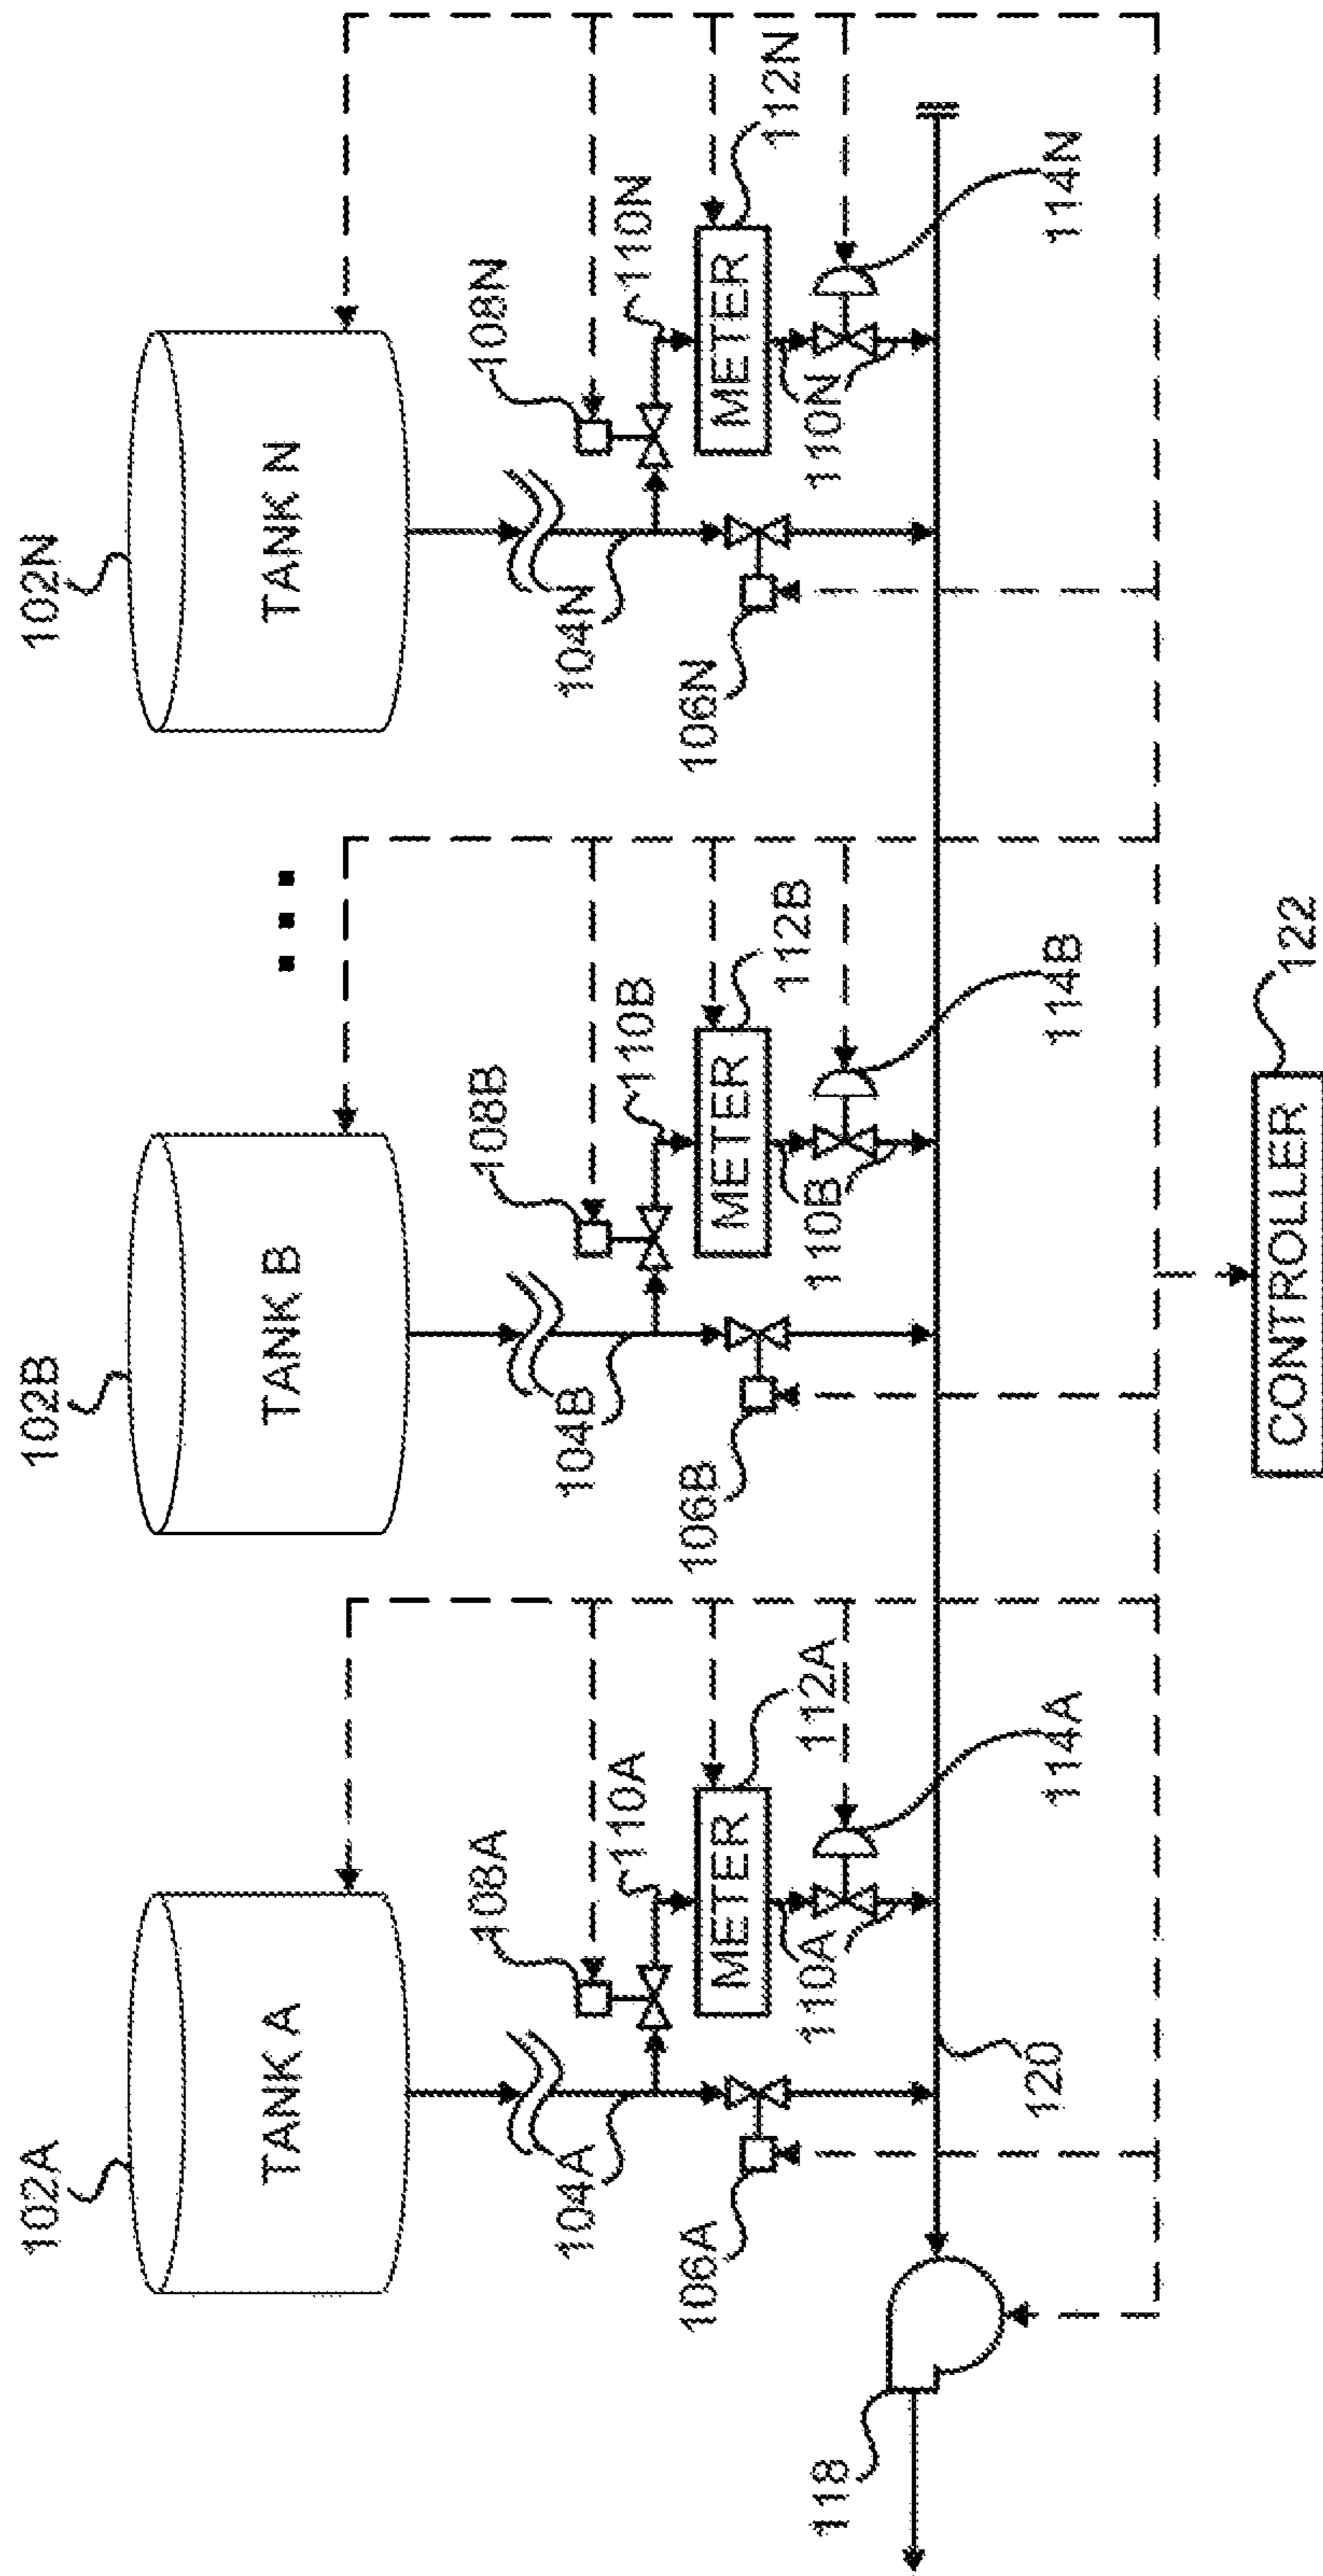 102A
102B
102N
TANK A
TANK B
TANK N
104A
108A
110A
104B
108B
110B
104N
108N
110N
106A
METER
112A
106B
METER
112B
106N
METER
112N
110A
110B
110N
118
120
114A
114B
114N
CONTROLLER
122